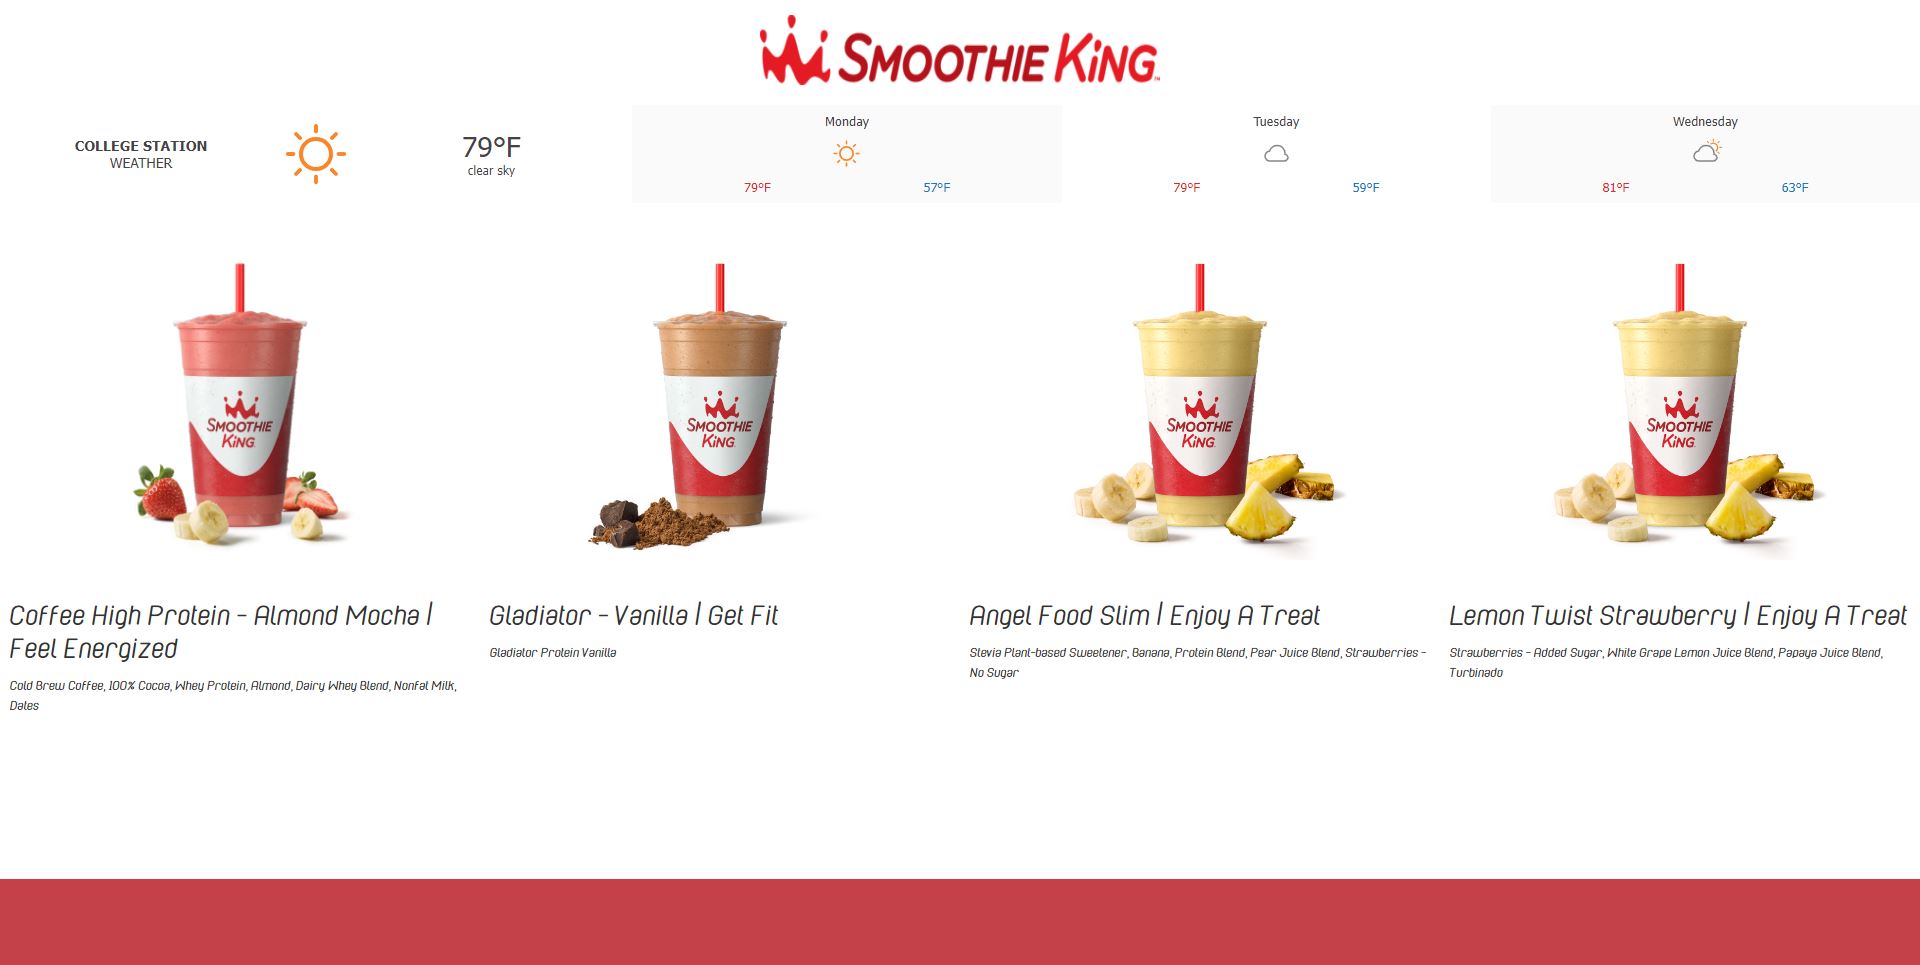 SMOOTHIE KING
COLLEGE STATION
WEATHER
79°F
clear sky
Monday
79°F 57°F
Tuesday
79°F 59°F
Wednesday
81°F 63°F
SMOOTHIE
KING
SMOOTHIE
KING
SMOOTHIE
KING
SMOOTHIE
KING
Coffee High Protein - Almond Mocha |
Feel Energized
Cold Brew Coffee, 100% Cocoa, Whey Protein, Almond, Dairy Whey Blend, Nonfat Milk,
Dates
Gladiator - Vanilla | Get Fit
Gladiator Protein Vanilla
Angel Food Slim | Enjoy A Treat
Stevia Plant-based Sweetener, Banana, Protein Blend, Pear Juice Blend, Strawberries -
No Sugar
Lemon Twist Strawberry | Enjoy A Treat
Strawberries - Added Sugar, White Grape Lemon Juice Blend, Papaya Juice Blend,
Turbinado